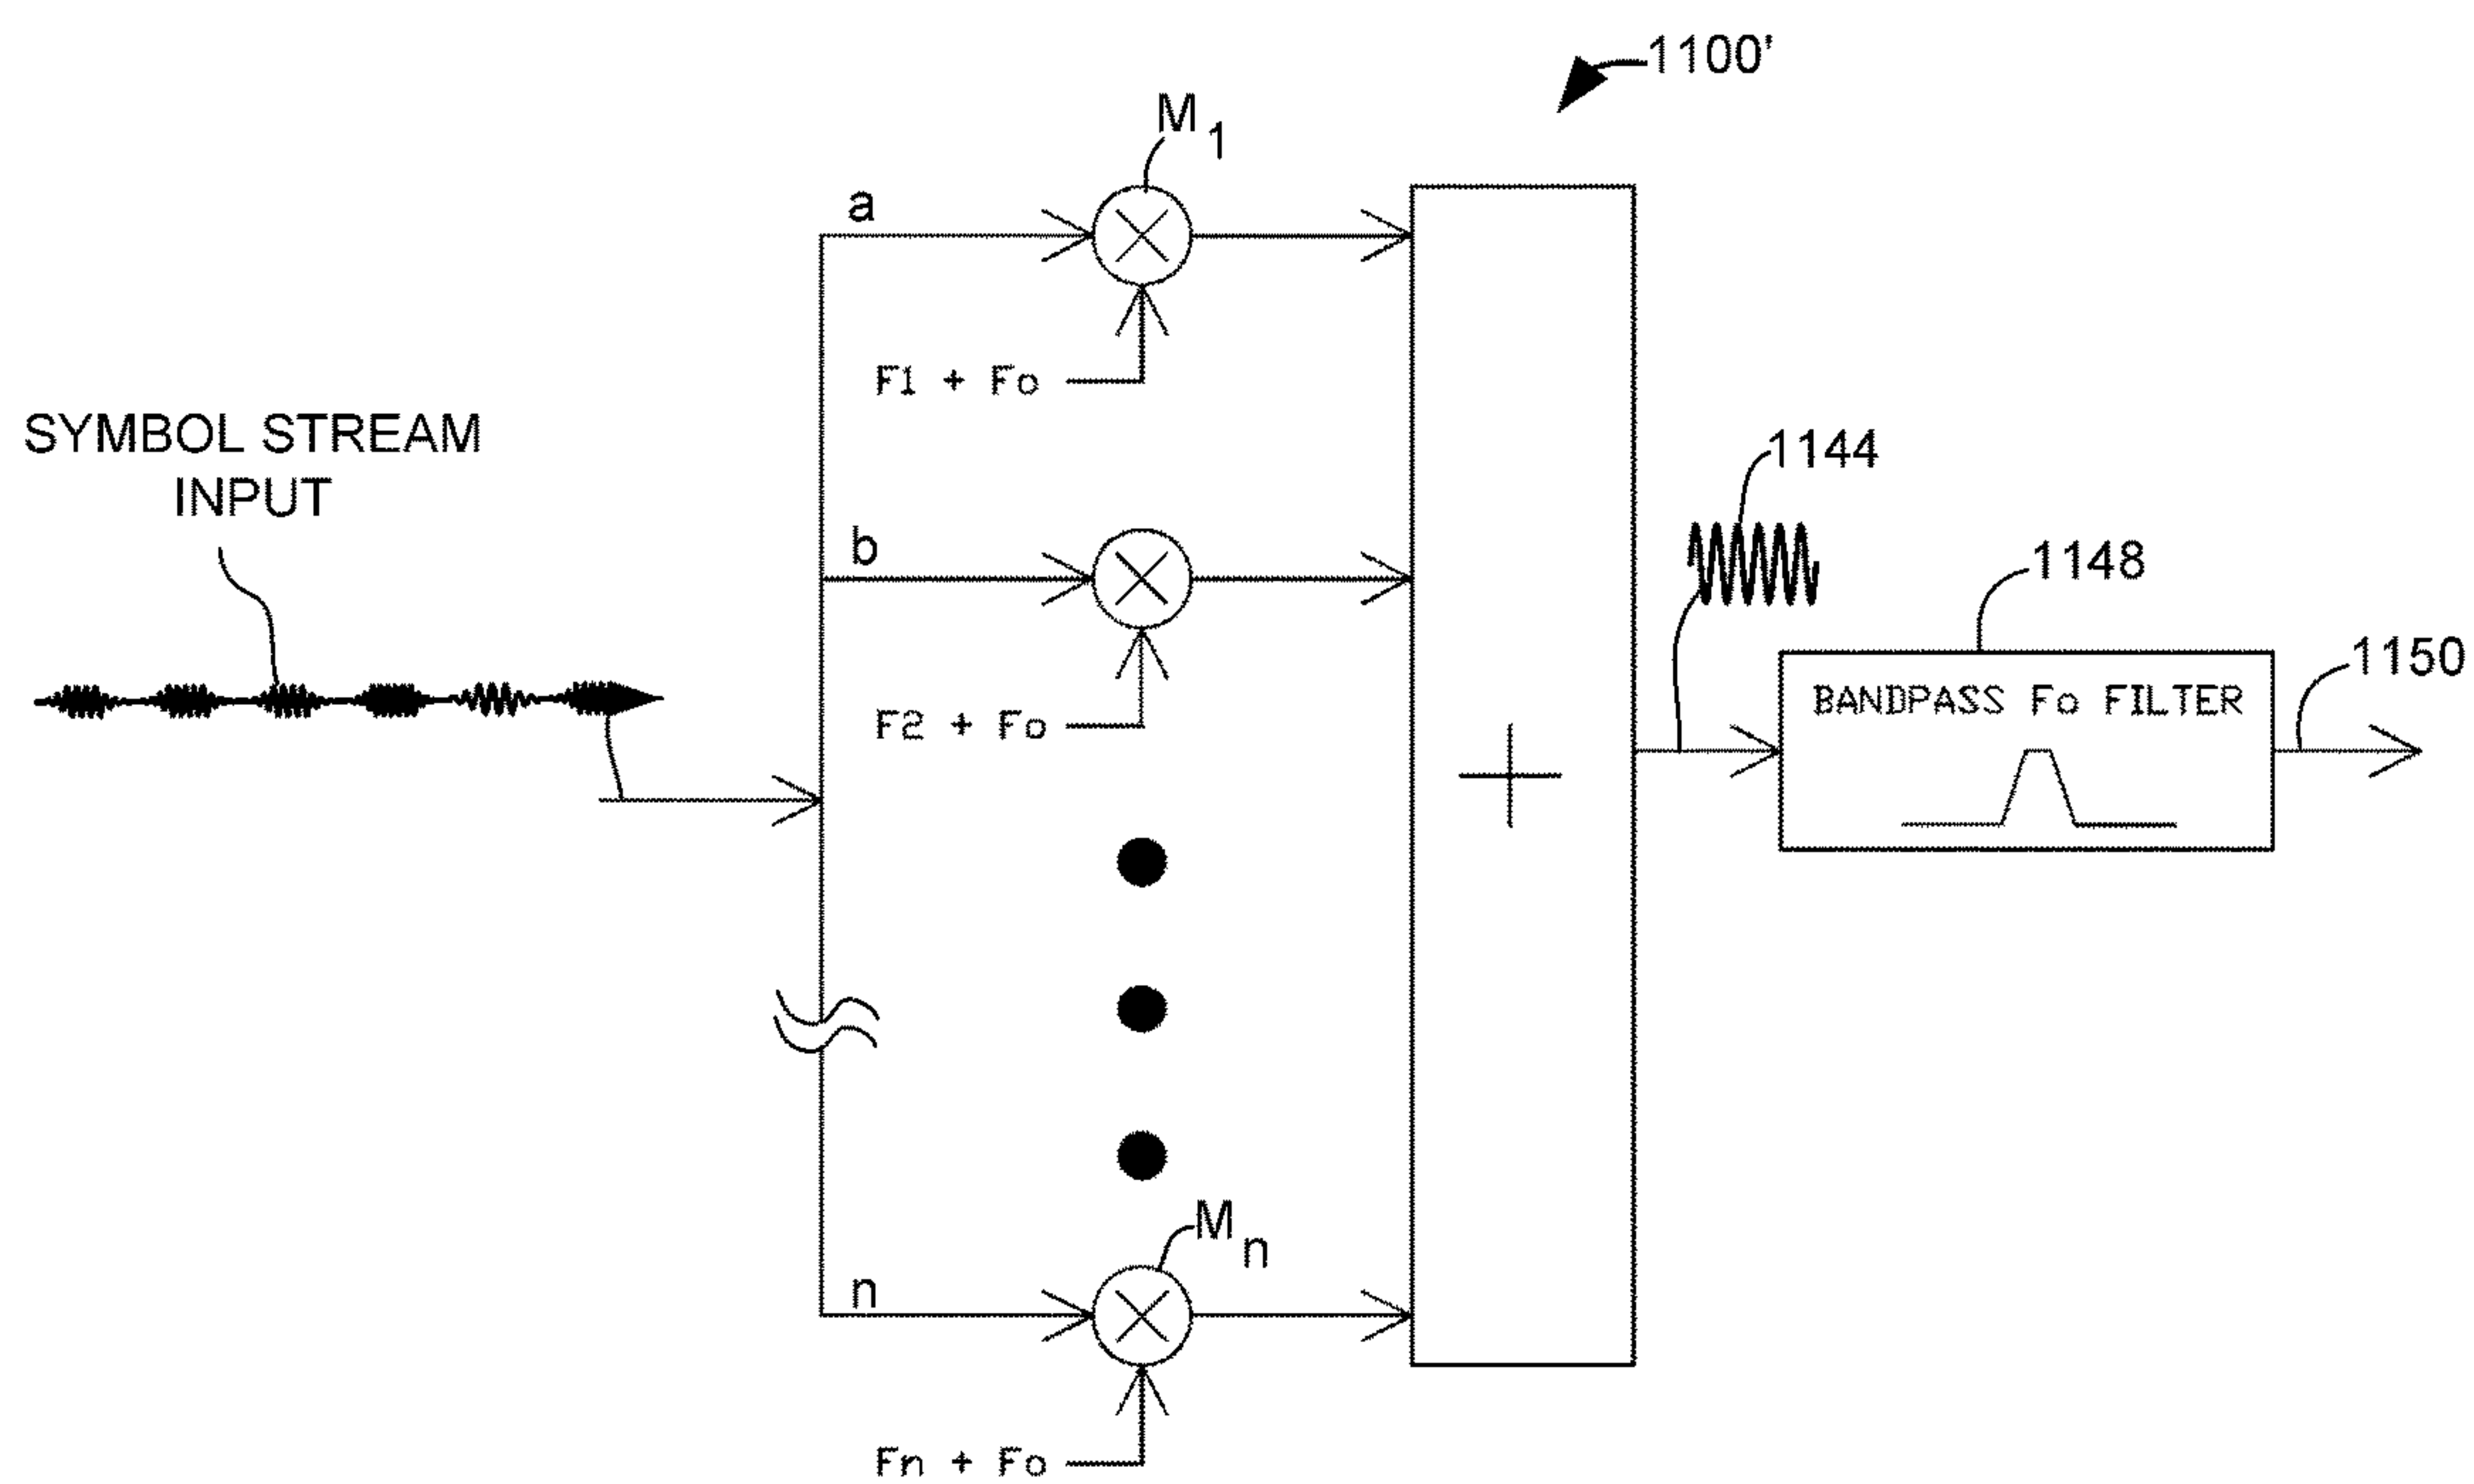 1100'
M1
a
F1 + Fo
SYMBOL STREAM
INPUT
1144
b
1148
F2 + Fo
BANDPASS Fo FILTER
1150
Mn
n
Fn + Fo